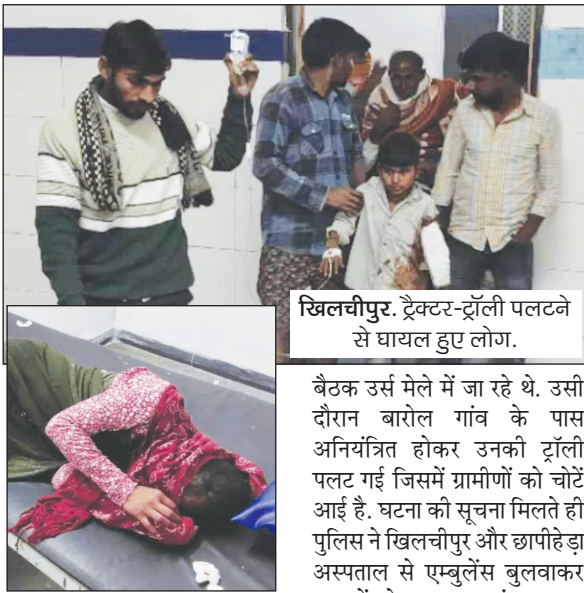 खिलचीपुर. ट्रैक्टर-ट्रॉली पलटने
से घायल हुए लोग.
बैठक उर्स मेले में जा रहे थे. उसी
दौरान बारोल गांव के पास
अनियंत्रित होकर उनकी ट्रॉली
पलट गई जिसमें ग्रामीणों को चोटें
आई है. घटना की सूचना मिलते ही
पुलिस ने खिलचीपुर और छापीहेड़ा
अस्पताल से एम्बुलेंस बुलवाकर